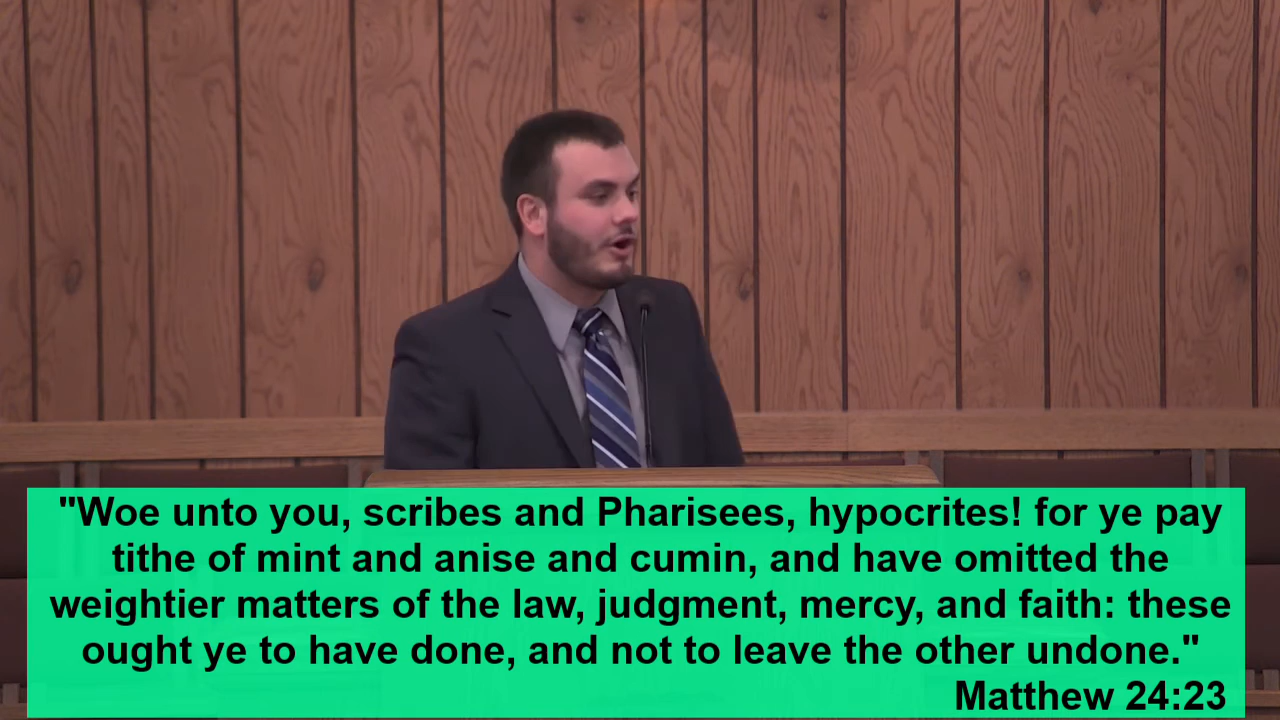 "Woe unto you, scribes and Pharisees, hypocrites! for ye pay
tithe of mint and anise and cumin, and have omitted the
weightier matters of the law, judgment, mercy, and faith: these
ought ye to have done, and not to leave the other undone."
Matthew 24:23